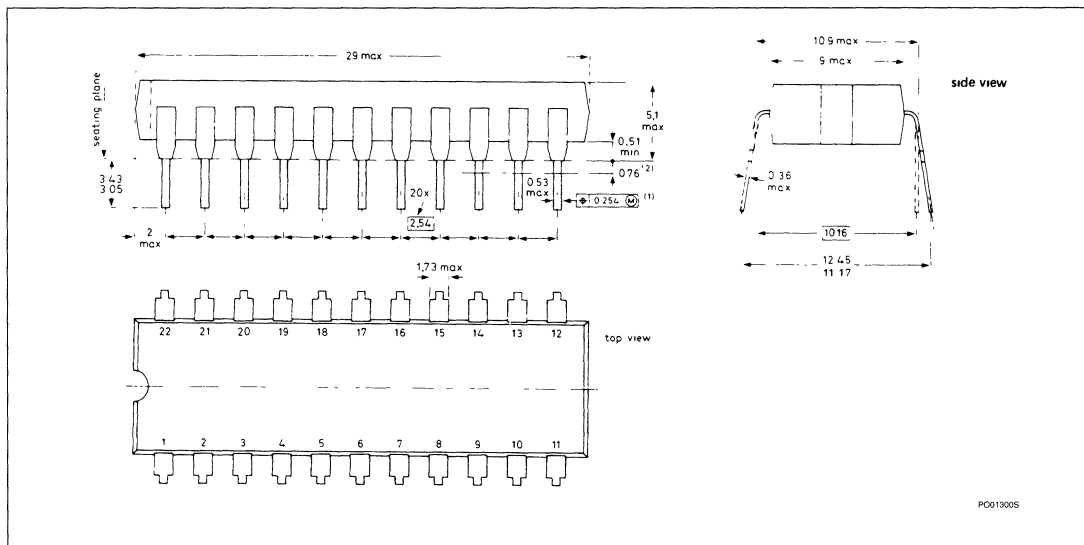 29 max
seating plane
3.43
3.05
5,1
max
0,51
min
0.76 (2)
0.53
max
0.254 M (1)
20x
2,54
2
max
10.9 max
9 max
side view
0.36
max
10.16
12.45
11.17
1,73 max
22 21 20 19 18 17 16 15 14 13 12
top view
1 2 3 4 5 6 7 8 9 10 11
PO01300S